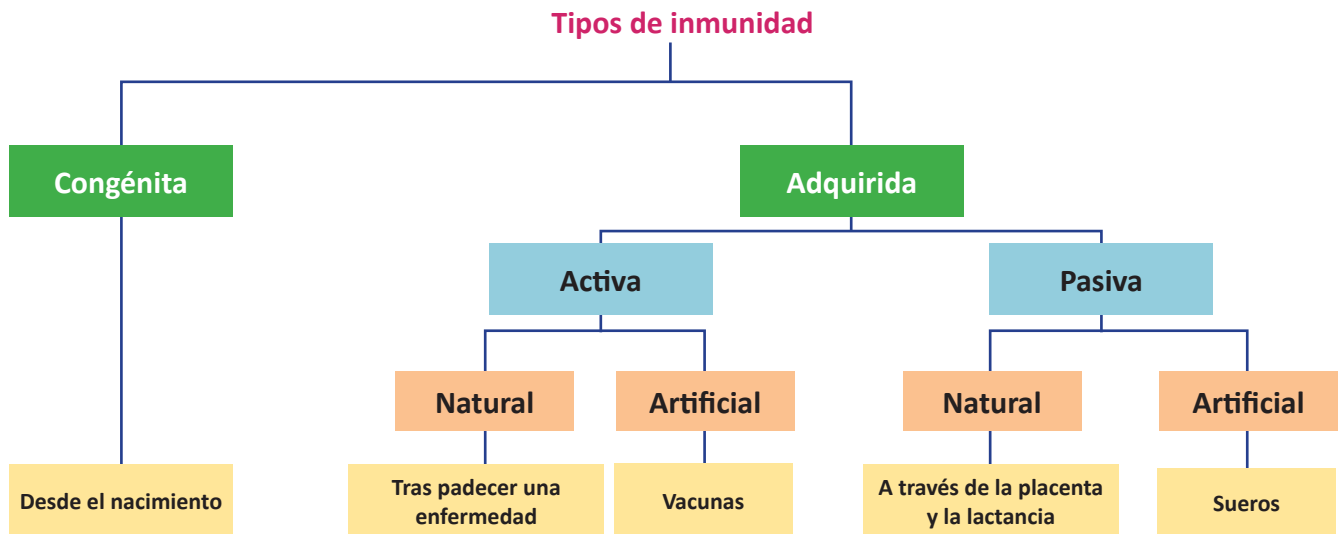 Tipos de inmunidad
Congénita
Adquirida
Activa
Pasiva
Natural
Artificial
Natural
Artificial
Desde el nacimiento
Tras padecer una
enfermedad
Vacunas
A través de la placenta
y la lactancia
Sueros